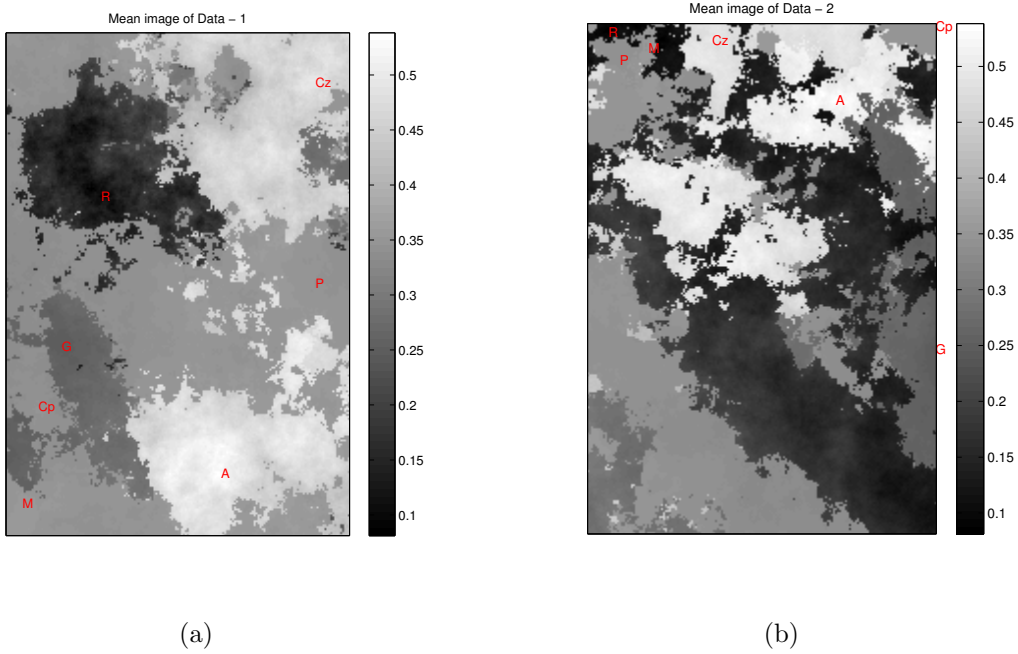 Mean image of Data − 1
Cz
R
P
G
Cp
A
M
0.5
0.45
0.4
0.35
0.3
0.25
0.2
0.15
0.1
(a)
Mean image of Data − 2
R
M
P
Cz
A
Cp
G
0.5
0.45
0.4
0.35
0.3
0.25
0.2
0.15
0.1
(b)